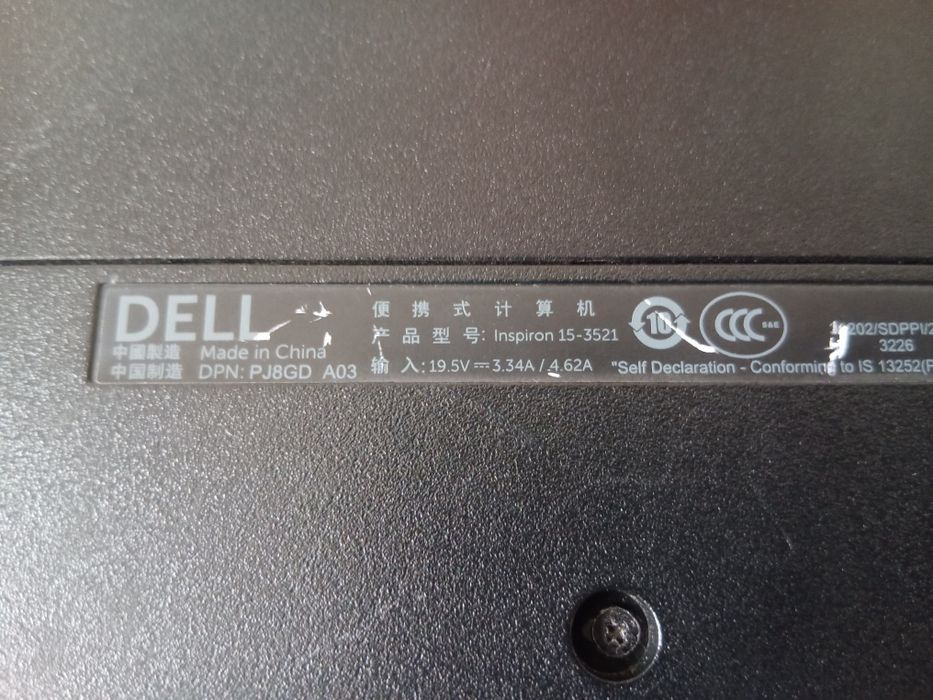 DELL
中國製造 Made in China
中国制造 DPN: PJ8GD A03
便携式计算机
产品型号: Inspiron 15-3521
输入: 19.5V⎓3.34A / 4.62A
10
CCC S&E
3226
"Self Declaration - Conforming to IS 13252